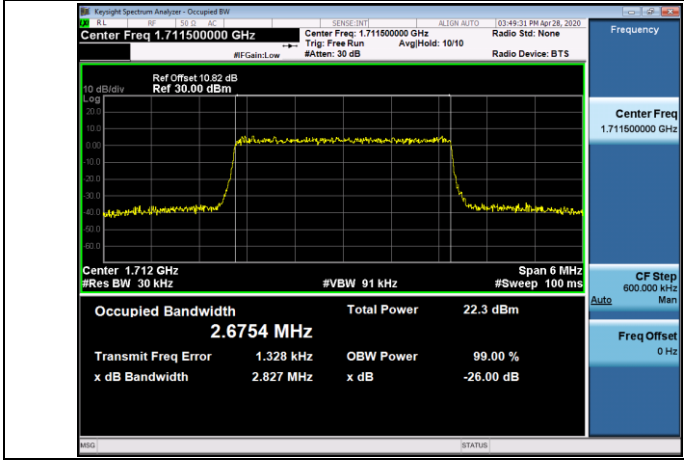 Keysight Spectrum Analyzer - Occupied BW
RL RF 50 Ω AC SENSE:INT ALIGN AUTO 03:49:31 PM Apr 28, 2020
Center Freq 1.711500000 GHz Center Freq: 1.711500000 GHz Radio Std: None Frequency
Trig: Free Run Avg|Hold: 10/10
#IFGain:Low #Atten: 30 dB Radio Device: BTS
Ref Offset 10.82 dB
10 dB/div Ref 30.00 dBm
Log
20.0
10.0
0.00
-10.0
-20.0
-30.0
-40.0
-50.0
-60.0
Center Freq
1.711500000 GHz
Center 1.712 GHz Span 6 MHz
#Res BW 30 kHz #VBW 91 kHz #Sweep 100 ms
CF Step
600.000 kHz
Auto Man
Occupied Bandwidth Total Power 22.3 dBm
2.6754 MHz
Transmit Freq Error 1.328 kHz OBW Power 99.00 %
x dB Bandwidth 2.827 MHz x dB -26.00 dB
Freq Offset
0 Hz
MSG STATUS